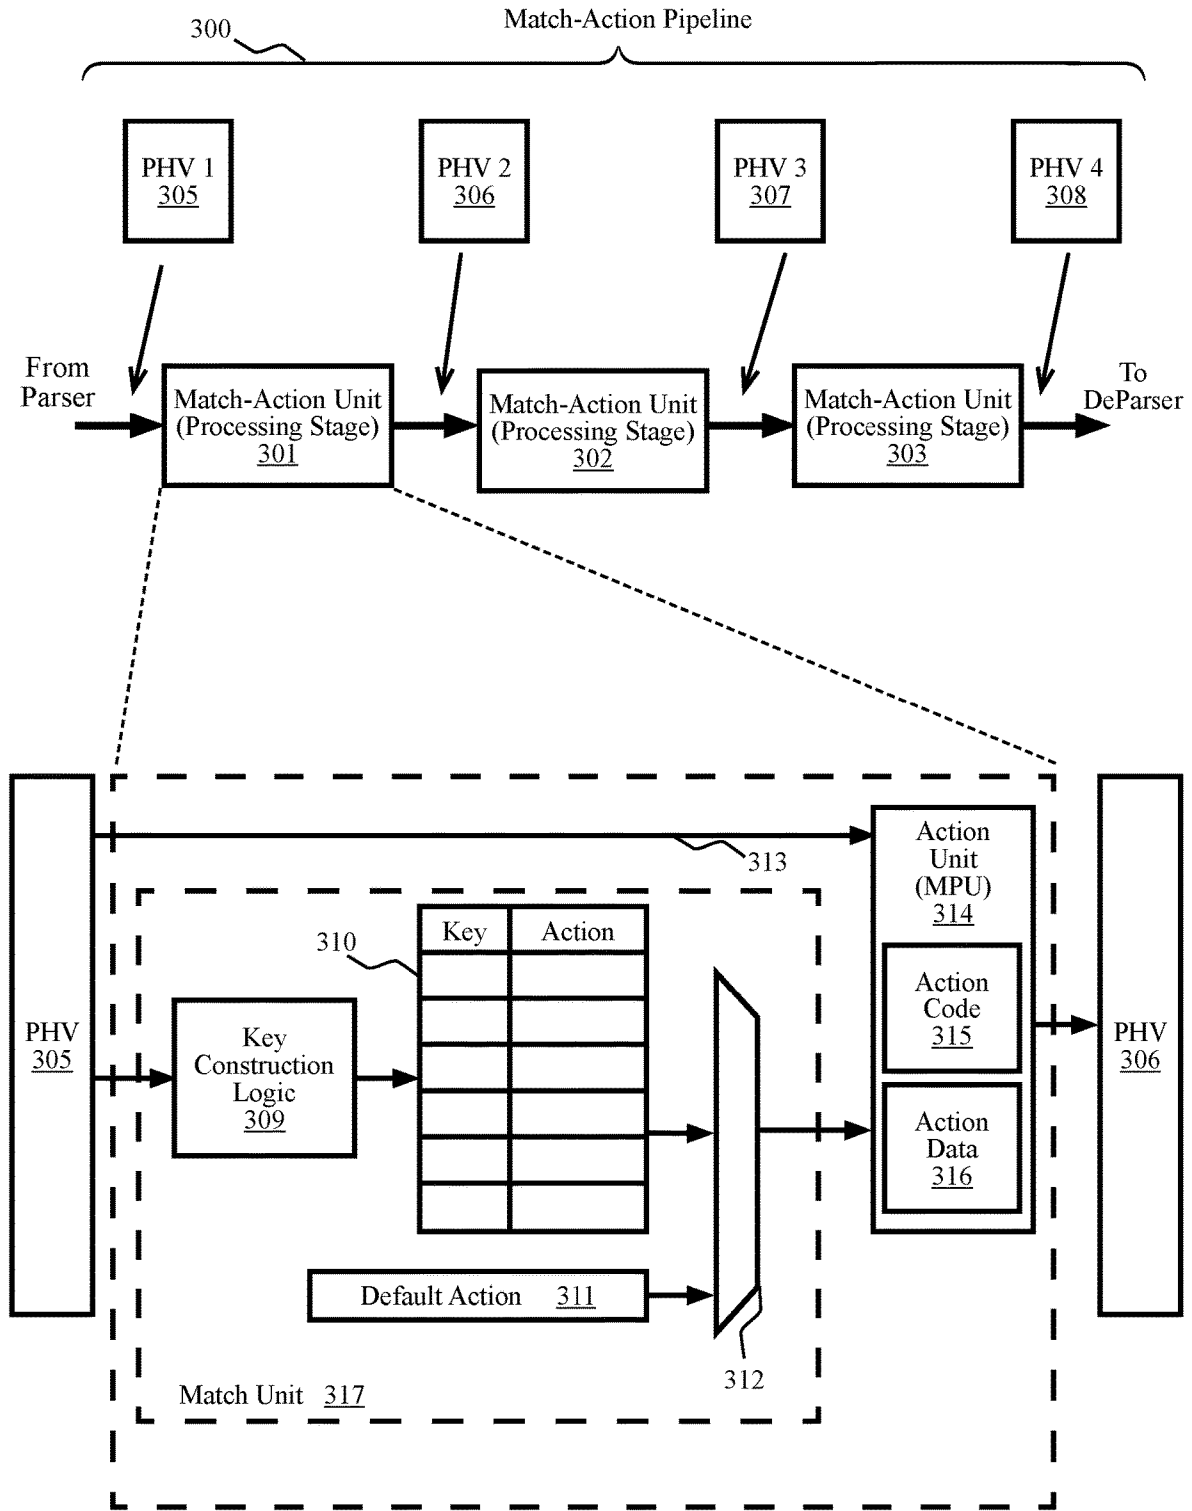 Match-Action Pipeline
300
PHV 1
305
PHV 2
306
PHV 3
307
PHV 4
308
From
Parser
Match-Action Unit
(Processing Stage)
301
Match-Action Unit
(Processing Stage)
302
Match-Action Unit
(Processing Stage)
303
To
DeParser
PHV
305
313
Action
Unit
(MPU)
314
310
Key
Action
Key
Construction
Logic
309
Action
Code
315
Action
Data
316
PHV
306
Default Action 311
312
Match Unit 317